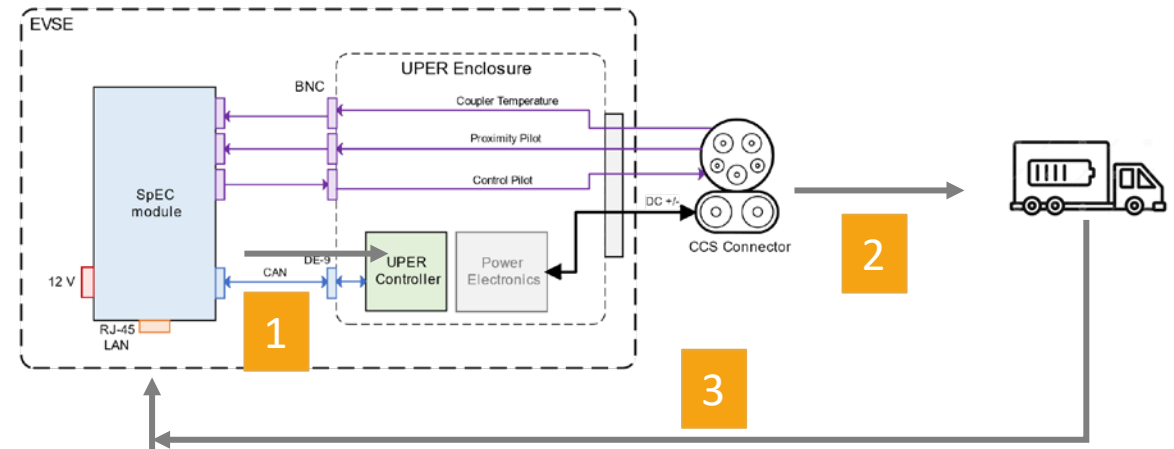 EVSE
UPER Enclosure
BNC
Coupler Temperature
Proximity Pilot
Control Pilot
SpEC
module
DC +/-
CCS Connector
2
DE-9
CAN
UPER
Controller
Power
Electronics
12 V
1
RJ-45
LAN
3